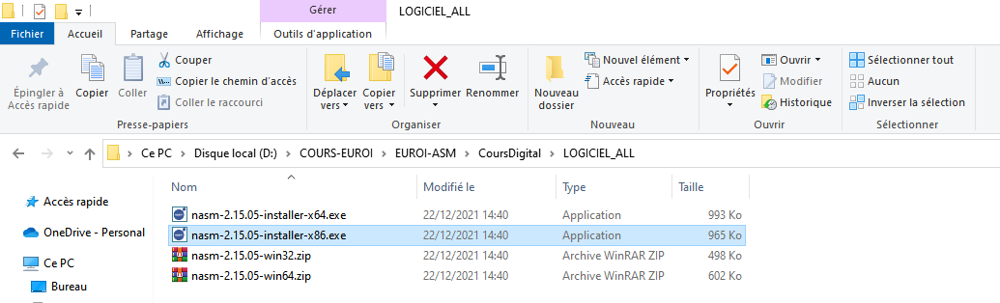 Gérer
LOGICIEL_ALL
Fichier
Accueil
Partage
Affichage
Outils d'application
Épingler à
Accès rapide
Copier
Coller
Couper
Copier le chemin d'accès
Coller le raccourci
Presse-papiers
Déplacer
vers
Copier
vers
Supprimer
Renommer
Organiser
Nouveau
dossier
Nouvel élément
Accès rapide
Nouveau
Propriétés
Ouvrir
Modifier
Historique
Ouvrir
Sélectionner tout
Aucun
Inverser la sélection
Sélectionner
Ce PC > Disque local (D:) > COURS-EUROI > EUROI-ASM > CoursDigital > LOGICIEL_ALL
Accès rapide
OneDrive - Personal
Ce PC
Bureau
Nom Modifié le Type Taille
nasm-2.15.05-installer-x64.exe 22/12/2021 14:40 Application 993 Ko
nasm-2.15.05-installer-x86.exe 22/12/2021 14:40 Application 965 Ko
nasm-2.15.05-win32.zip 22/12/2021 14:40 Archive WinRAR ZIP 498 Ko
nasm-2.15.05-win64.zip 22/12/2021 14:40 Archive WinRAR ZIP 602 Ko